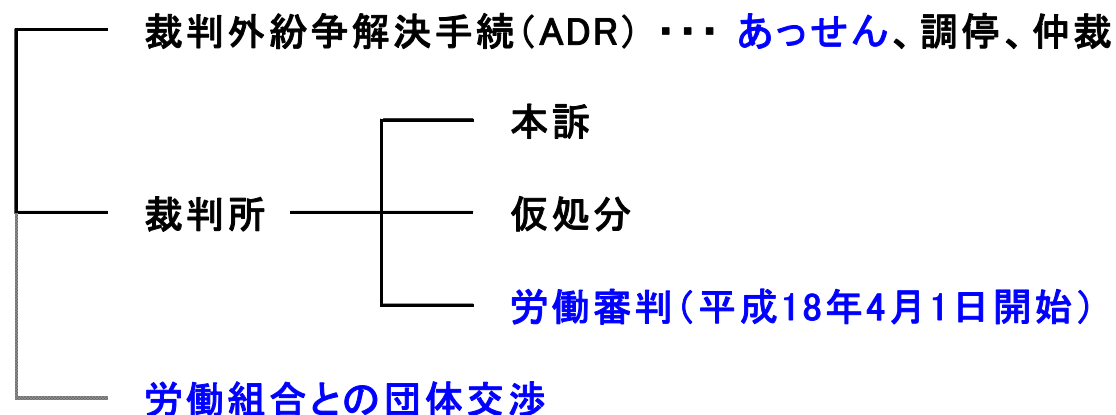 裁判外紛争解決手続（ADR）・・・ あっせん、調停、仲裁
本訴
裁判所
仮処分
労働審判（平成18年4月1日開始）
労働組合との団体交渉